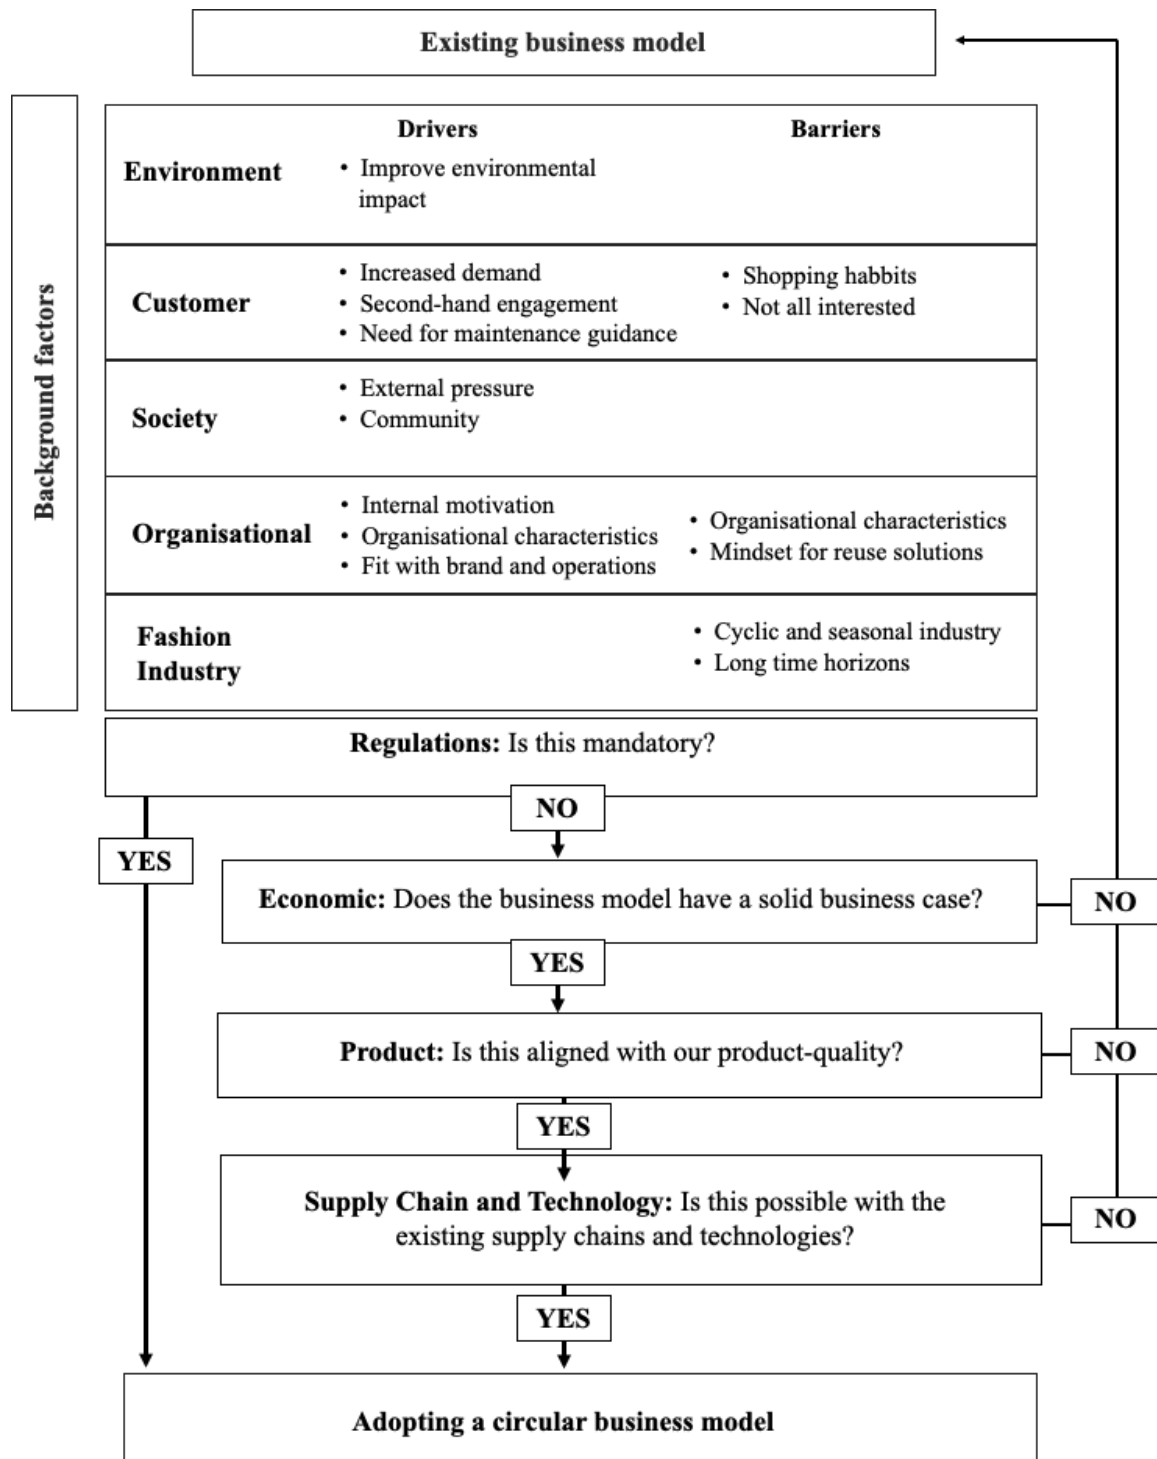 Existing business model
Background factors
Drivers
Barriers
Environment
• Improve environmental
impact
Customer
• Increased demand
• Second-hand engagement
• Need for maintenance guidance
• Shopping habbits
• Not all interested
Society
• External pressure
• Community
Organisational
• Internal motivation
• Organisational characteristics
• Fit with brand and operations
• Organisational characteristics
• Mindset for reuse solutions
Fashion
Industry
• Cyclic and seasonal industry
• Long time horizons
Regulations: Is this mandatory?
NO
YES
Economic: Does the business model have a solid business case?
NO
YES
Product: Is this aligned with our product-quality?
NO
YES
Supply Chain and Technology: Is this possible with the
existing supply chains and technologies?
NO
YES
Adopting a circular business model